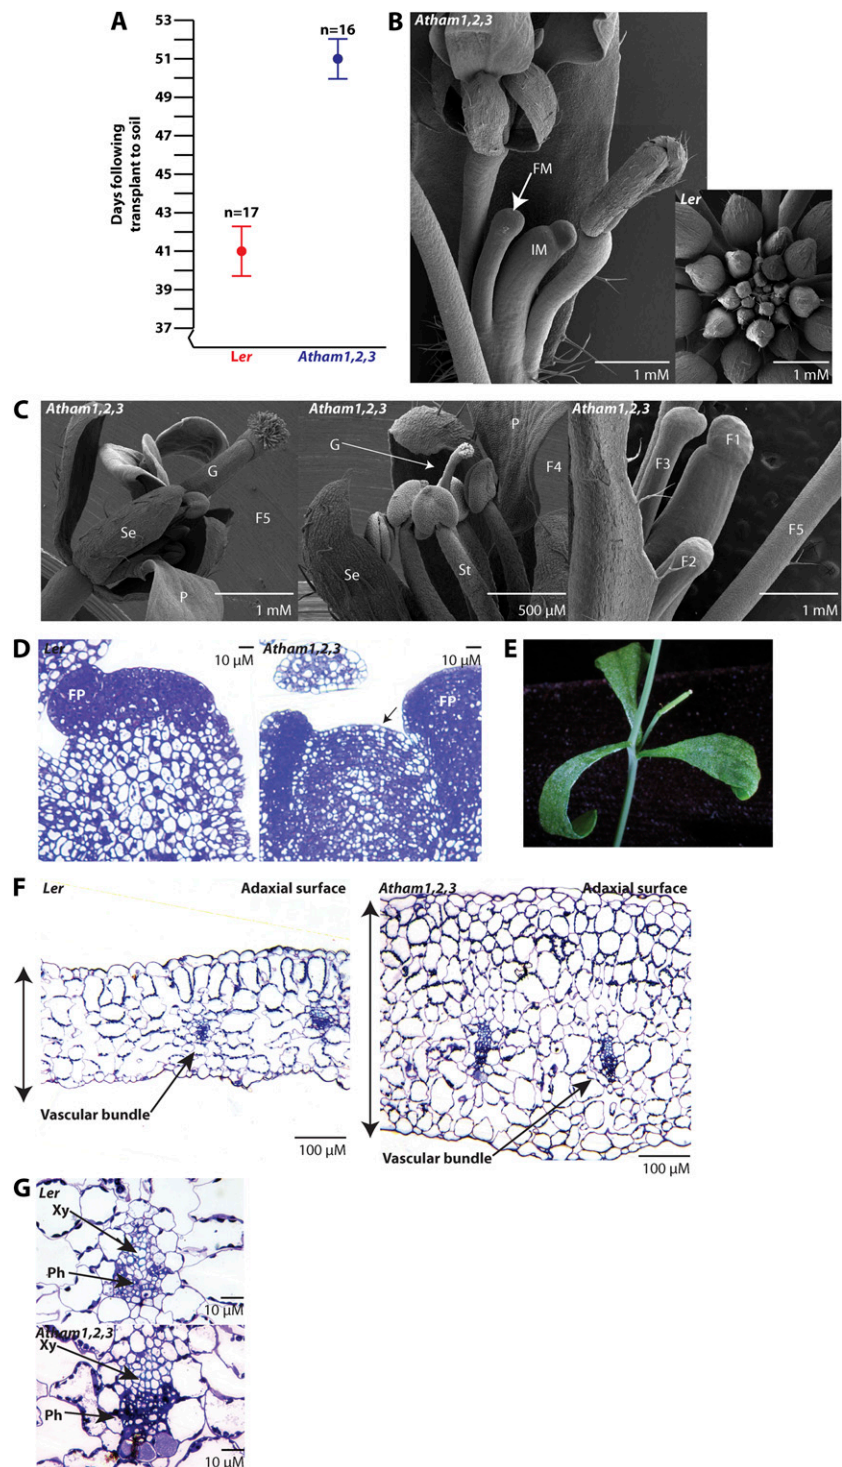 A
53
51
49
47
45
43
41
39
37
Days following
transplant to soil
n=17
n=16
Ler
Atham1,2,3
B
Atham1,2,3
FM
IM
1 mM
Ler
1 mM
C
Atham1,2,3
G
Se
F5
P
1 mM
Atham1,2,3
P
G
F4
Se
St
500 µM
Atham1,2,3
F1
F3
F2
F5
1 mM
D
Ler
10 µM
FP
Atham1,2,3
10 µM
FP
E
F
Ler
Adaxial surface
Vascular bundle
100 µM
Atham1,2,3
Adaxial surface
Vascular bundle
100 µM
G
Ler
Xy
Ph
10 µM
Atham1,2,3
Xy
Ph
10 µM